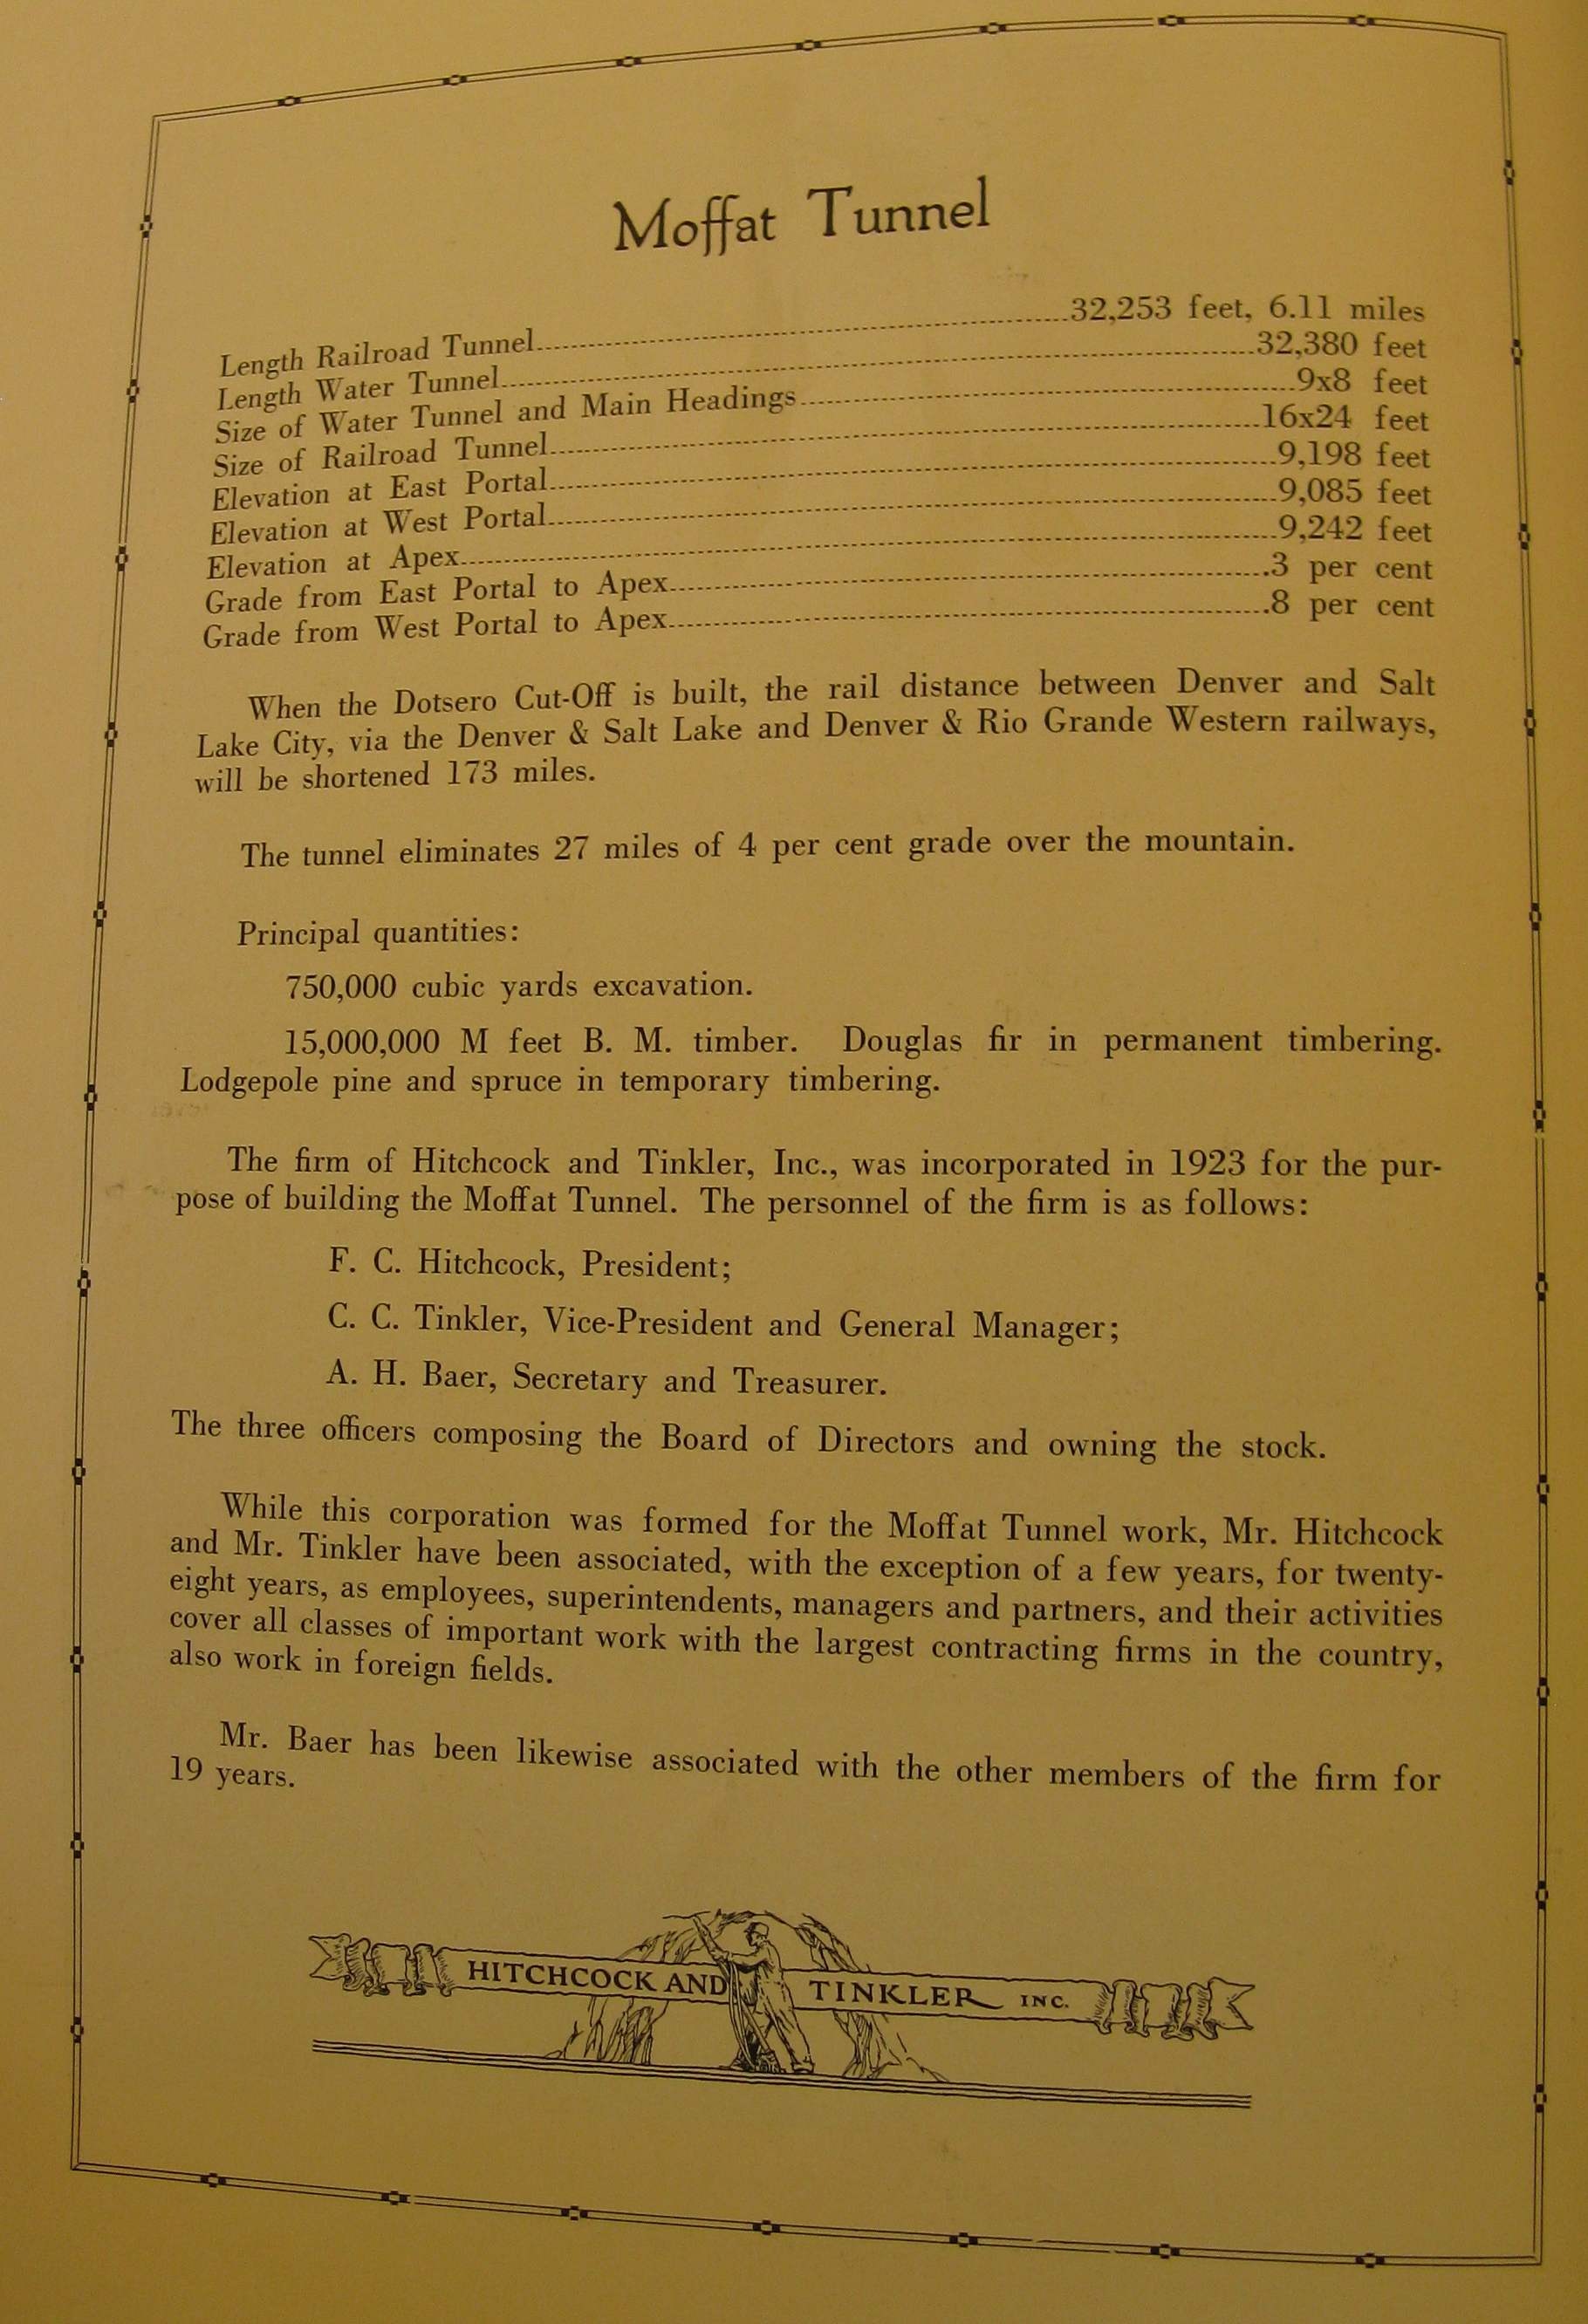 Moffat Tunnel
Length Railroad Tunnel 32,253 feet, 6.11 miles
Length Water Tunnel 32,380 feet
Size of Water Tunnel and Main Headings 9x8 feet
Size of Railroad Tunnel 16x24 feet
Elevation at East Portal 9,198 feet
Elevation at West Portal 9,085 feet
Elevation at Apex 9,242 feet
Grade from East Portal to Apex .3 per cent
Grade from West Portal to Apex .8 per cent
When the Dotsero Cut-Off is built, the rail distance between Denver and Salt
Lake City, via the Denver & Salt Lake and Denver & Rio Grande Western railways,
will be shortened 173 miles.
The tunnel eliminates 27 miles of 4 per cent grade over the mountain.
Principal quantities:
750,000 cubic yards excavation.
15,000,000 M feet B. M. timber. Douglas fir in permanent timbering.
Lodgepole pine and spruce in temporary timbering.
The firm of Hitchcock and Tinkler, Inc., was incorporated in 1923 for the pur-
pose of building the Moffat Tunnel. The personnel of the firm is as follows:
F. C. Hitchcock, President;
C. C. Tinkler, Vice-President and General Manager;
A. H. Baer, Secretary and Treasurer.
The three officers composing the Board of Directors and owning the stock.
While this corporation was formed for the Moffat Tunnel work, Mr. Hitchcock
and Mr. Tinkler have been associated, with the exception of a few years, for twenty-
eight years, as employees, superintendents, managers and partners, and their activities
cover all classes of important work with the largest contracting firms in the country,
also work in foreign fields.
Mr. Baer has been likewise associated with the other members of the firm for
19 years.
HITCHCOCK AND TINKLER INC.